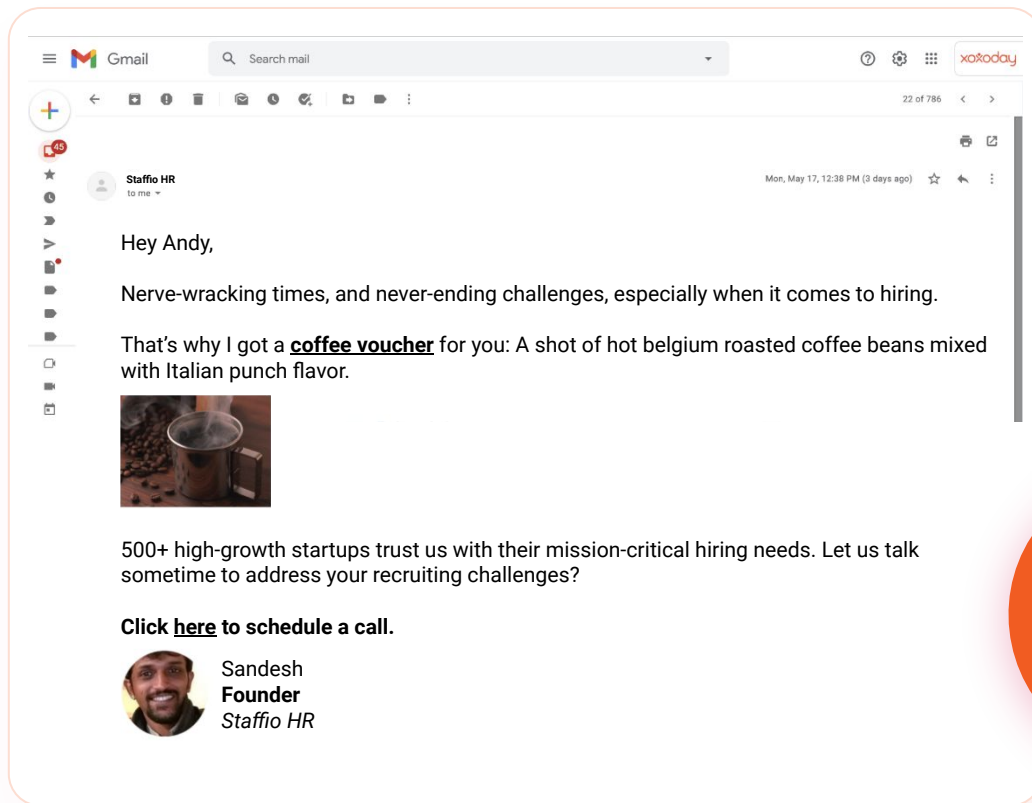 Gmail
Search mail
xoxoday
22 of 786
45
Staffio HR
to me
Mon, May 17, 12:38 PM (3 days ago)
Hey Andy,
Nerve-wracking times, and never-ending challenges, especially when it comes to hiring.
That's why I got a coffee voucher for you: A shot of hot belgium roasted coffee beans mixed
with Italian punch flavor.
500+ high-growth startups trust us with their mission-critical hiring needs. Let us talk
sometime to address your recruiting challenges?
Click here to schedule a call.
Sandesh
Founder
Staffio HR